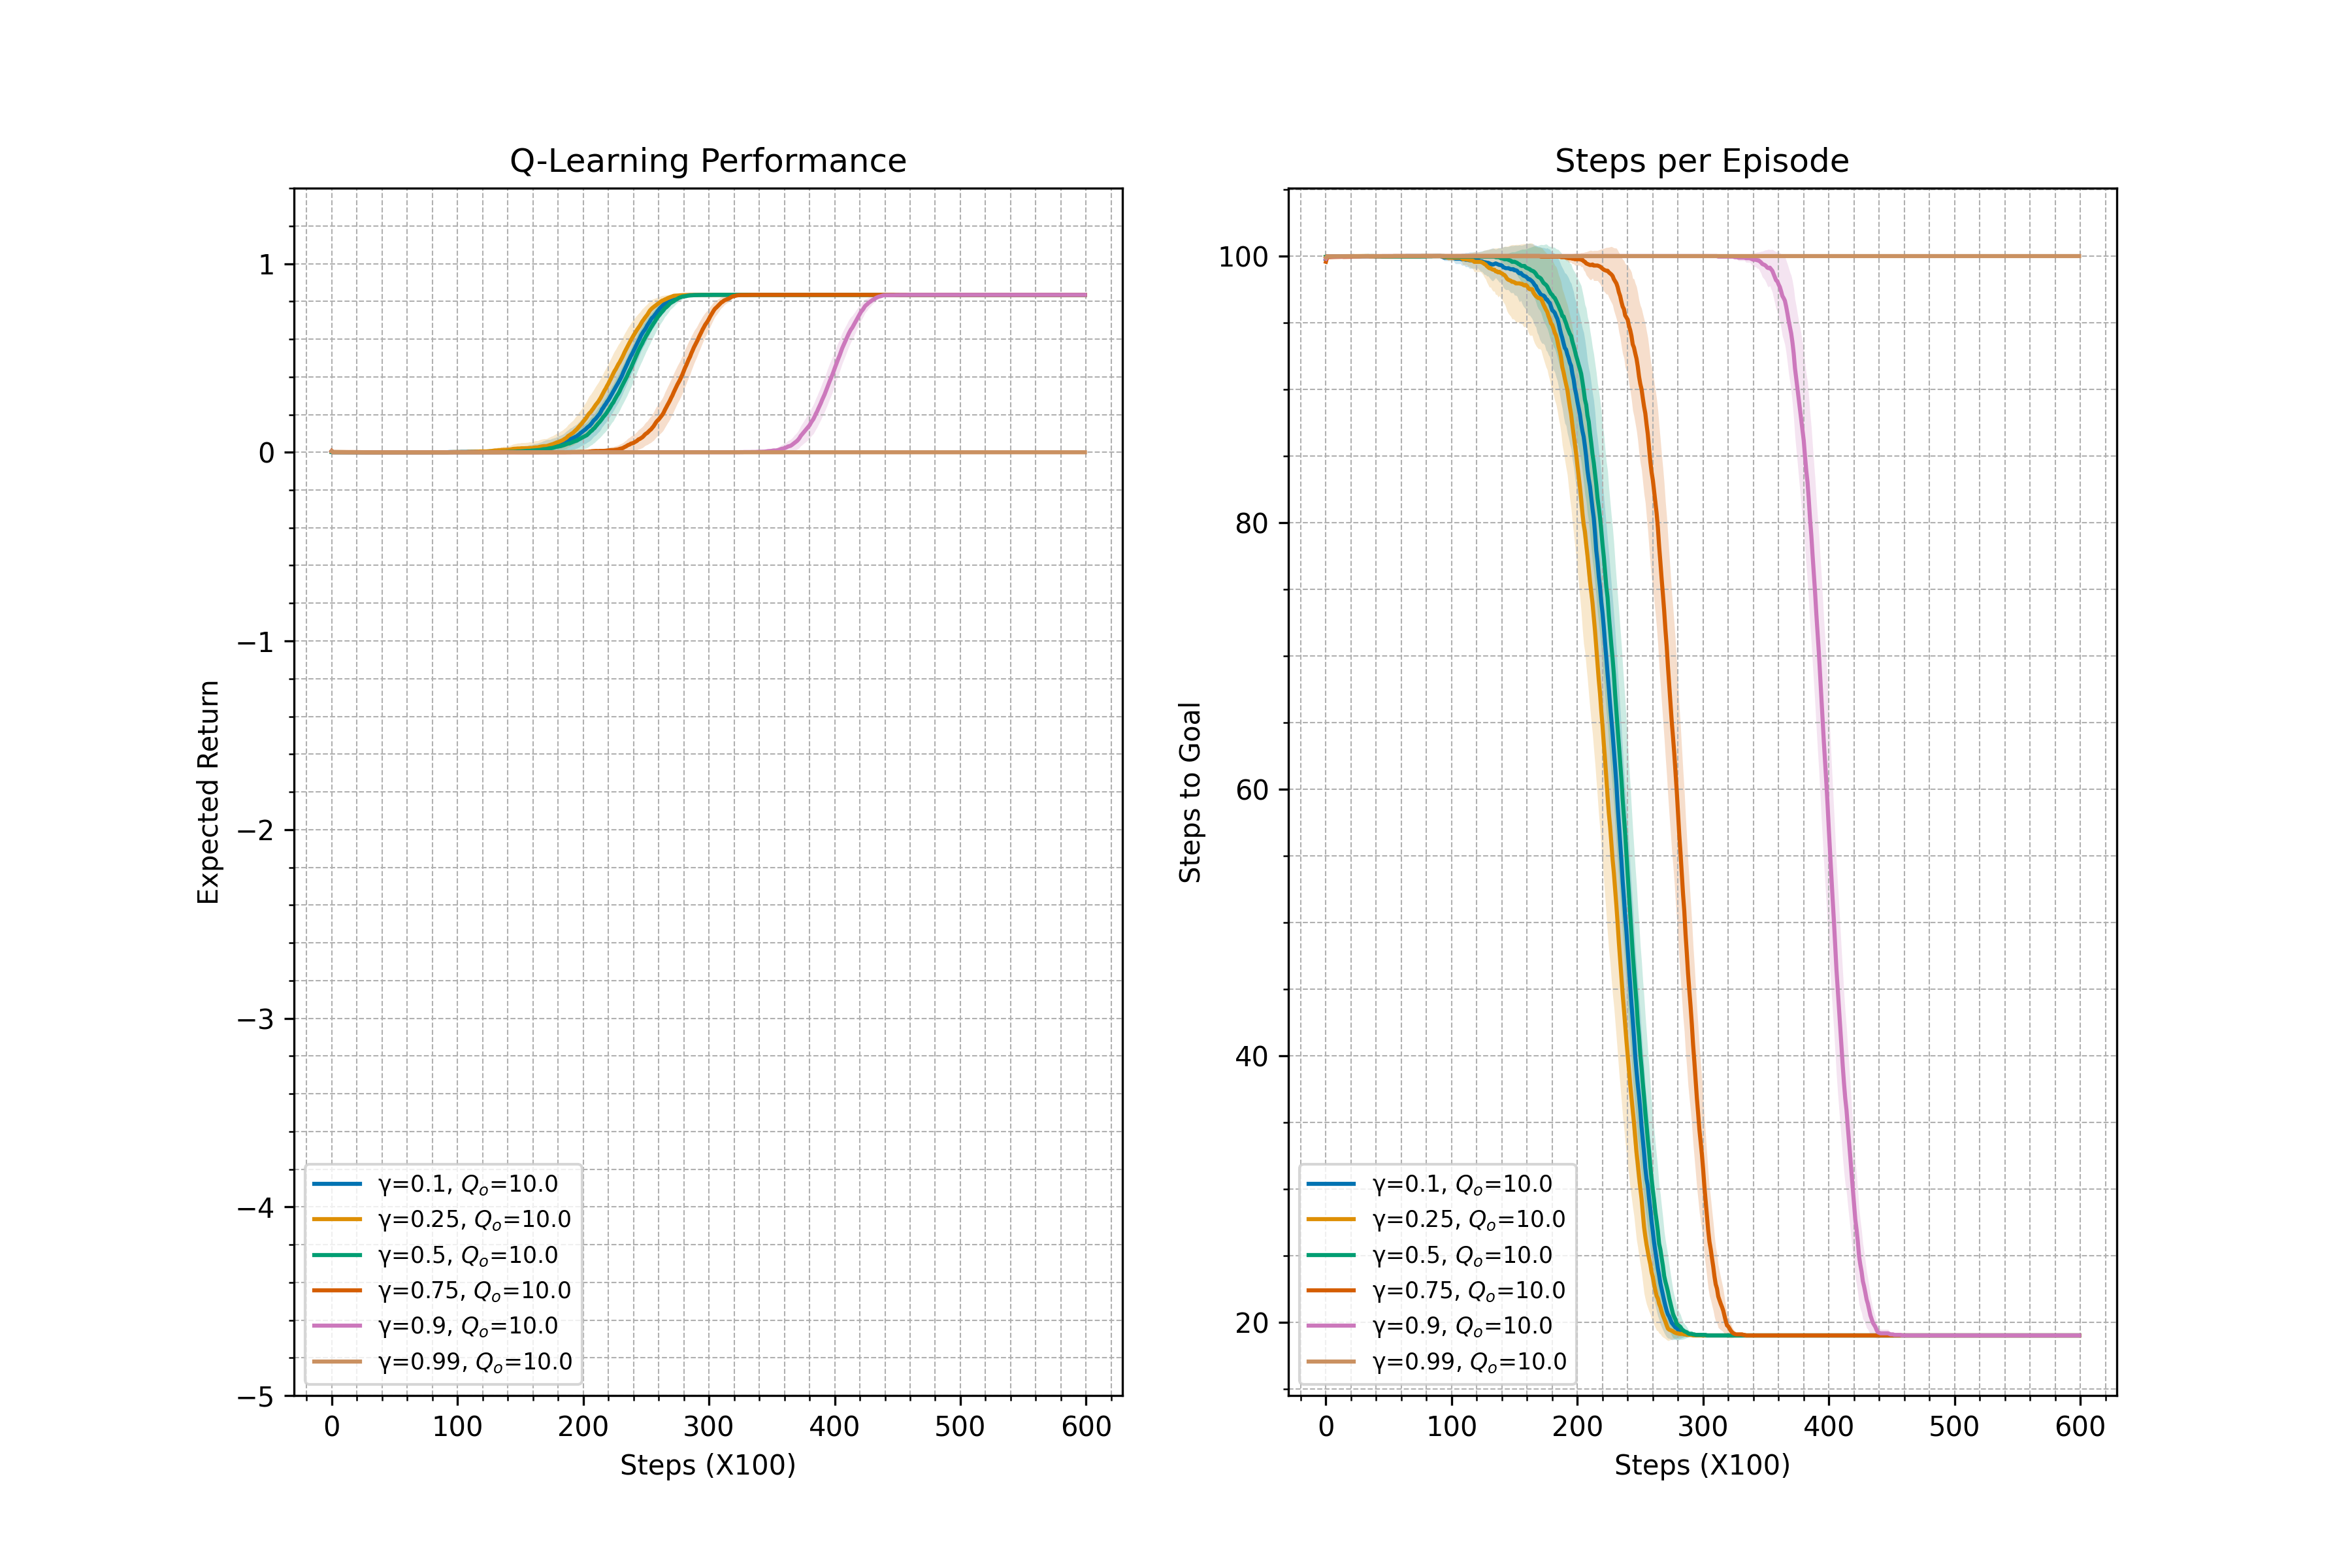 Q-Learning Performance
Expected Return
1
0
−1
−2
−3
−4
−5
0 100 200 300 400 500 600
Steps (X100)
γ=0.1, Qₒ=10.0
γ=0.25, Qₒ=10.0
γ=0.5, Qₒ=10.0
γ=0.75, Qₒ=10.0
γ=0.9, Qₒ=10.0
γ=0.99, Qₒ=10.0
Steps per Episode
Steps to Goal
100
80
60
40
20
0 100 200 300 400 500 600
Steps (X100)
γ=0.1, Qₒ=10.0
γ=0.25, Qₒ=10.0
γ=0.5, Qₒ=10.0
γ=0.75, Qₒ=10.0
γ=0.9, Qₒ=10.0
γ=0.99, Qₒ=10.0